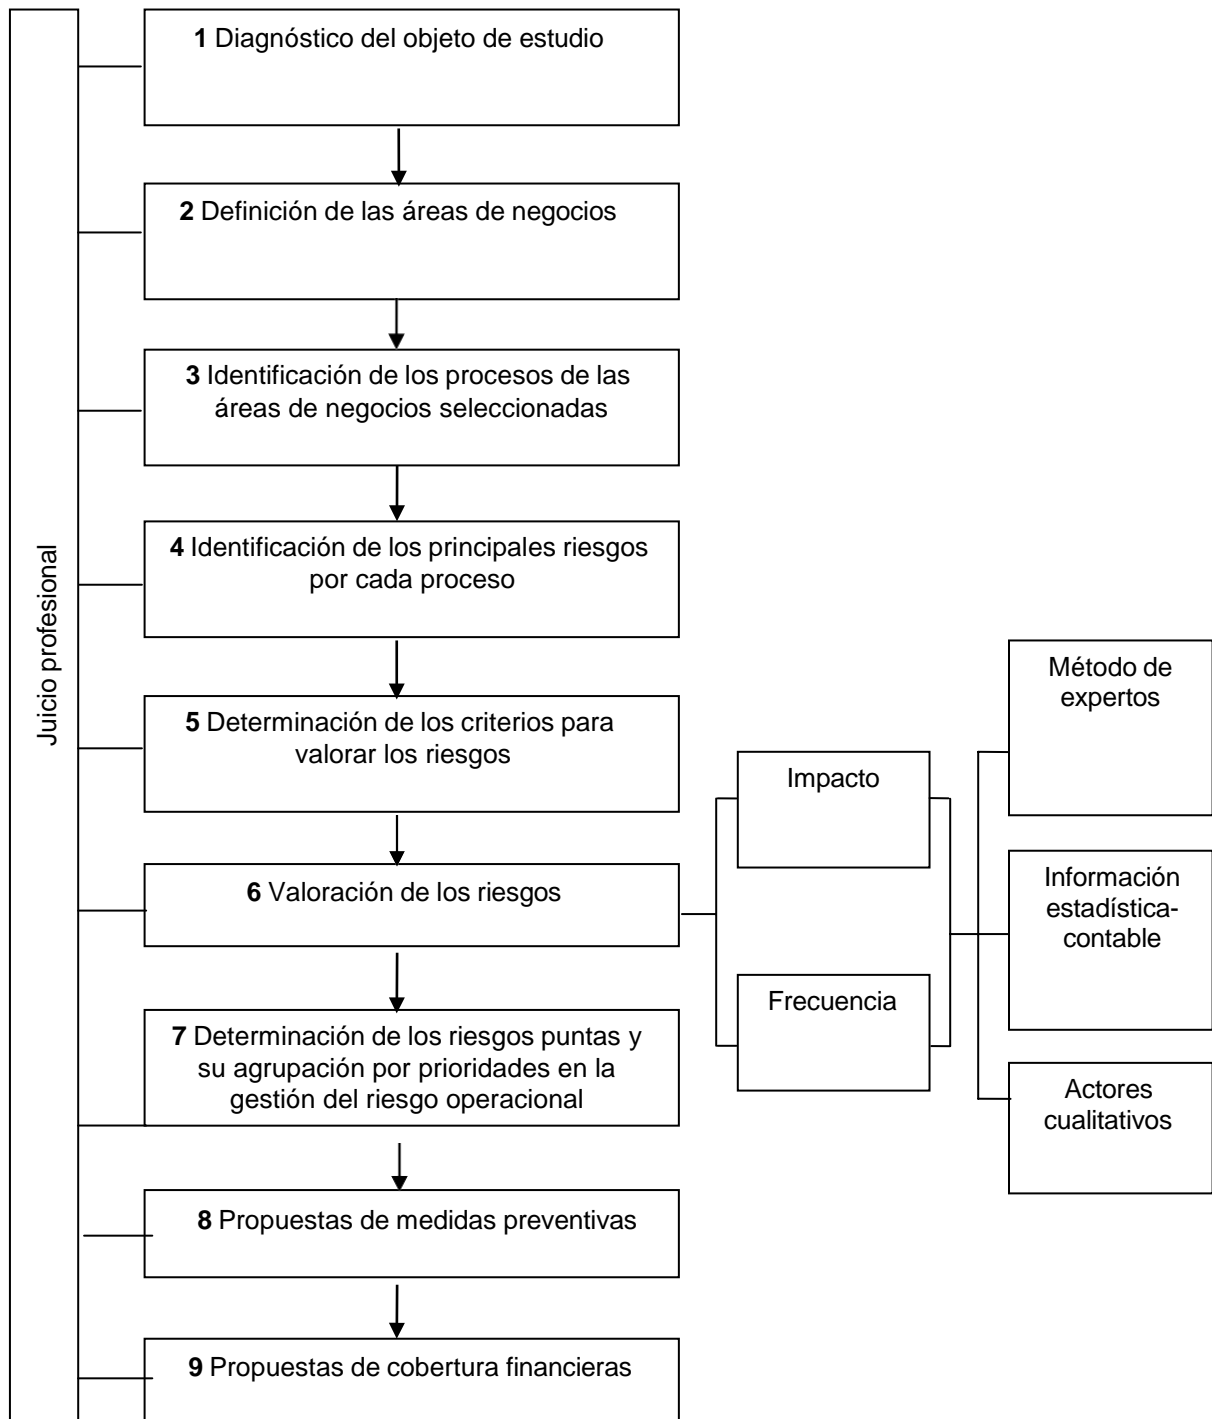 Juicio profesional
1 Diagnóstico del objeto de estudio
2 Definición de las áreas de negocios
3 Identificación de los procesos de las
áreas de negocios seleccionadas
4 Identificación de los principales riesgos
por cada proceso
5 Determinación de los criterios para
valorar los riesgos
6 Valoración de los riesgos
7 Determinación de los riesgos puntas y
su agrupación por prioridades en la
gestión del riesgo operacional
8 Propuestas de medidas preventivas
9 Propuestas de cobertura financieras
Impacto
Frecuencia
Método de
expertos
Información
estadística-
contable
Actores
cualitativos